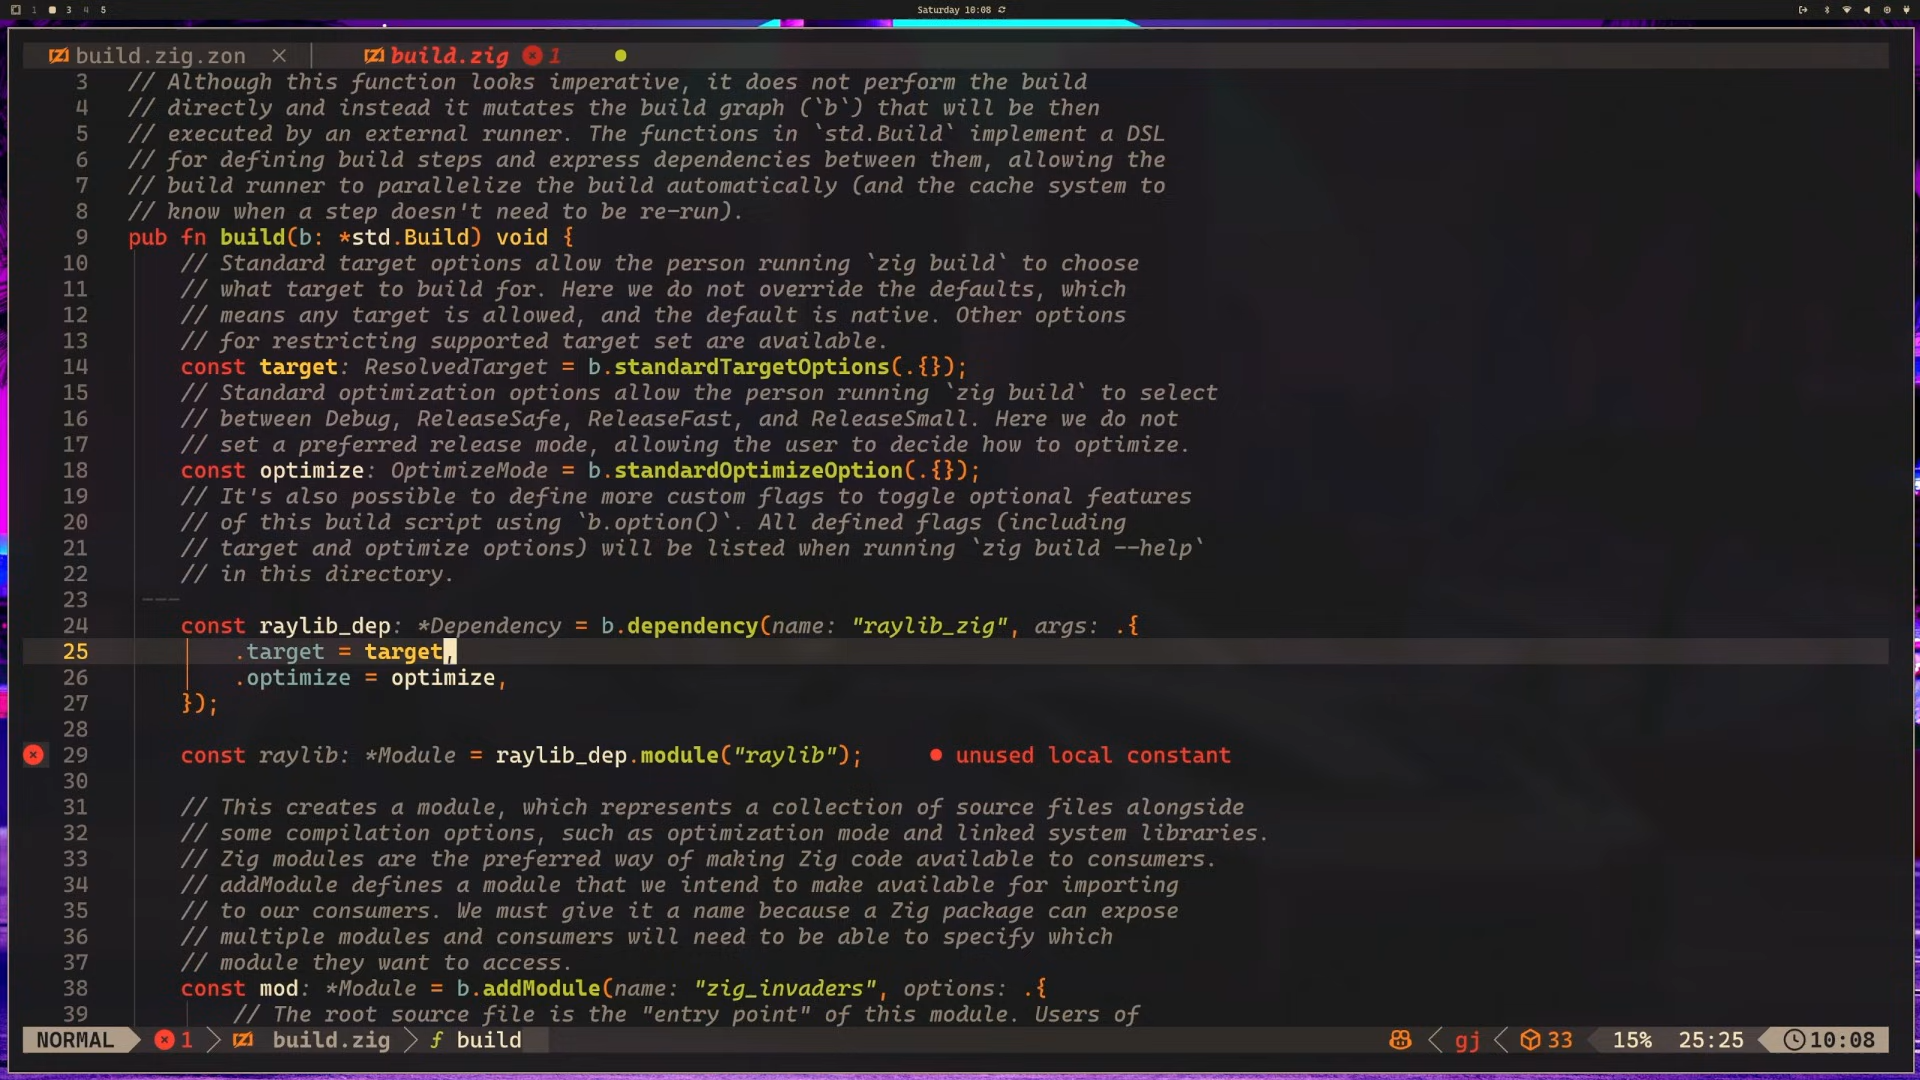 1 3 4 5 Saturday 10:08
build.zig.zon × build.zig 1
3 // Although this function looks imperative, it does not perform the build
4 // directly and instead it mutates the build graph (`b`) that will be then
5 // executed by an external runner. The functions in `std.Build` implement a DSL
6 // for defining build steps and express dependencies between them, allowing the
7 // build runner to parallelize the build automatically (and the cache system to
8 // know when a step doesn't need to be re-run).
9 pub fn build(b: *std.Build) void {
10 // Standard target options allow the person running `zig build` to choose
11 // what target to build for. Here we do not override the defaults, which
12 // means any target is allowed, and the default is native. Other options
13 // for restricting supported target set are available.
14 const target: ResolvedTarget = b.standardTargetOptions(.{});
15 // Standard optimization options allow the person running `zig build` to select
16 // between Debug, ReleaseSafe, ReleaseFast, and ReleaseSmall. Here we do not
17 // set a preferred release mode, allowing the user to decide how to optimize.
18 const optimize: OptimizeMode = b.standardOptimizeOption(.{});
19 // It's also possible to define more custom flags to toggle optional features
20 // of this build script using `b.option()`. All defined flags (including
21 // target and optimize options) will be listed when running `zig build --help`
22 // in this directory.
23 ---
24 const raylib_dep: *Dependency = b.dependency(name: "raylib_zig", args: .{
25 .target = target,
26 .optimize = optimize,
27 });
28
29 const raylib: *Module = raylib_dep.module("raylib"); ● unused local constant
30
31 // This creates a module, which represents a collection of source files alongside
32 // some compilation options, such as optimization mode and linked system libraries.
33 // Zig modules are the preferred way of making Zig code available to consumers.
34 // addModule defines a module that we intend to make available for importing
35 // to our consumers. We must give it a name because a Zig package can expose
36 // multiple modules and consumers will need to be able to specify which
37 // module they want to access.
38 const mod: *Module = b.addModule(name: "zig_invaders", options: .{
39 // The root source file is the "entry point" of this module. Users of
NORMAL 1 build.zig ƒ build gj 33 15% 25:25 10:08